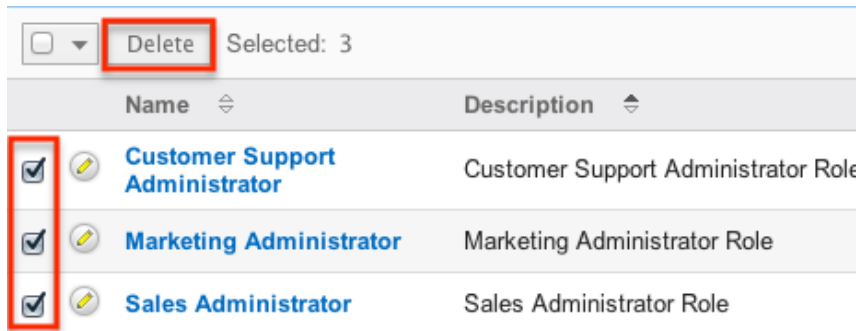 Delete Selected: 3
Name Description
Customer Support
Administrator
Customer Support Administrator Role
Marketing Administrator Marketing Administrator Role
Sales Administrator Sales Administrator Role